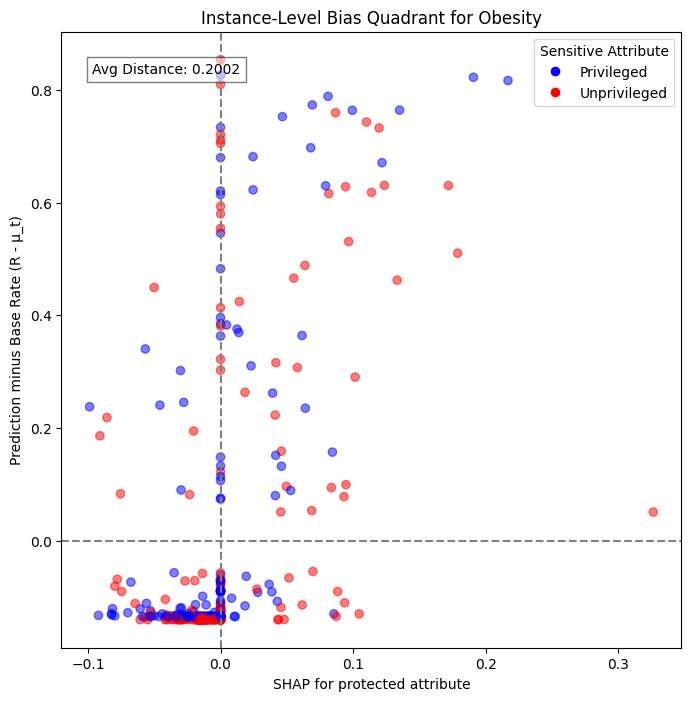 Instance-Level Bias Quadrant for Obesity
Avg Distance: 0.2002
Sensitive Attribute
Privileged
Unprivileged
Prediction minus Base Rate (R - μ_t)
0.8
0.6
0.4
0.2
0.0
−0.1
0.0
0.1
0.2
0.3
SHAP for protected attribute